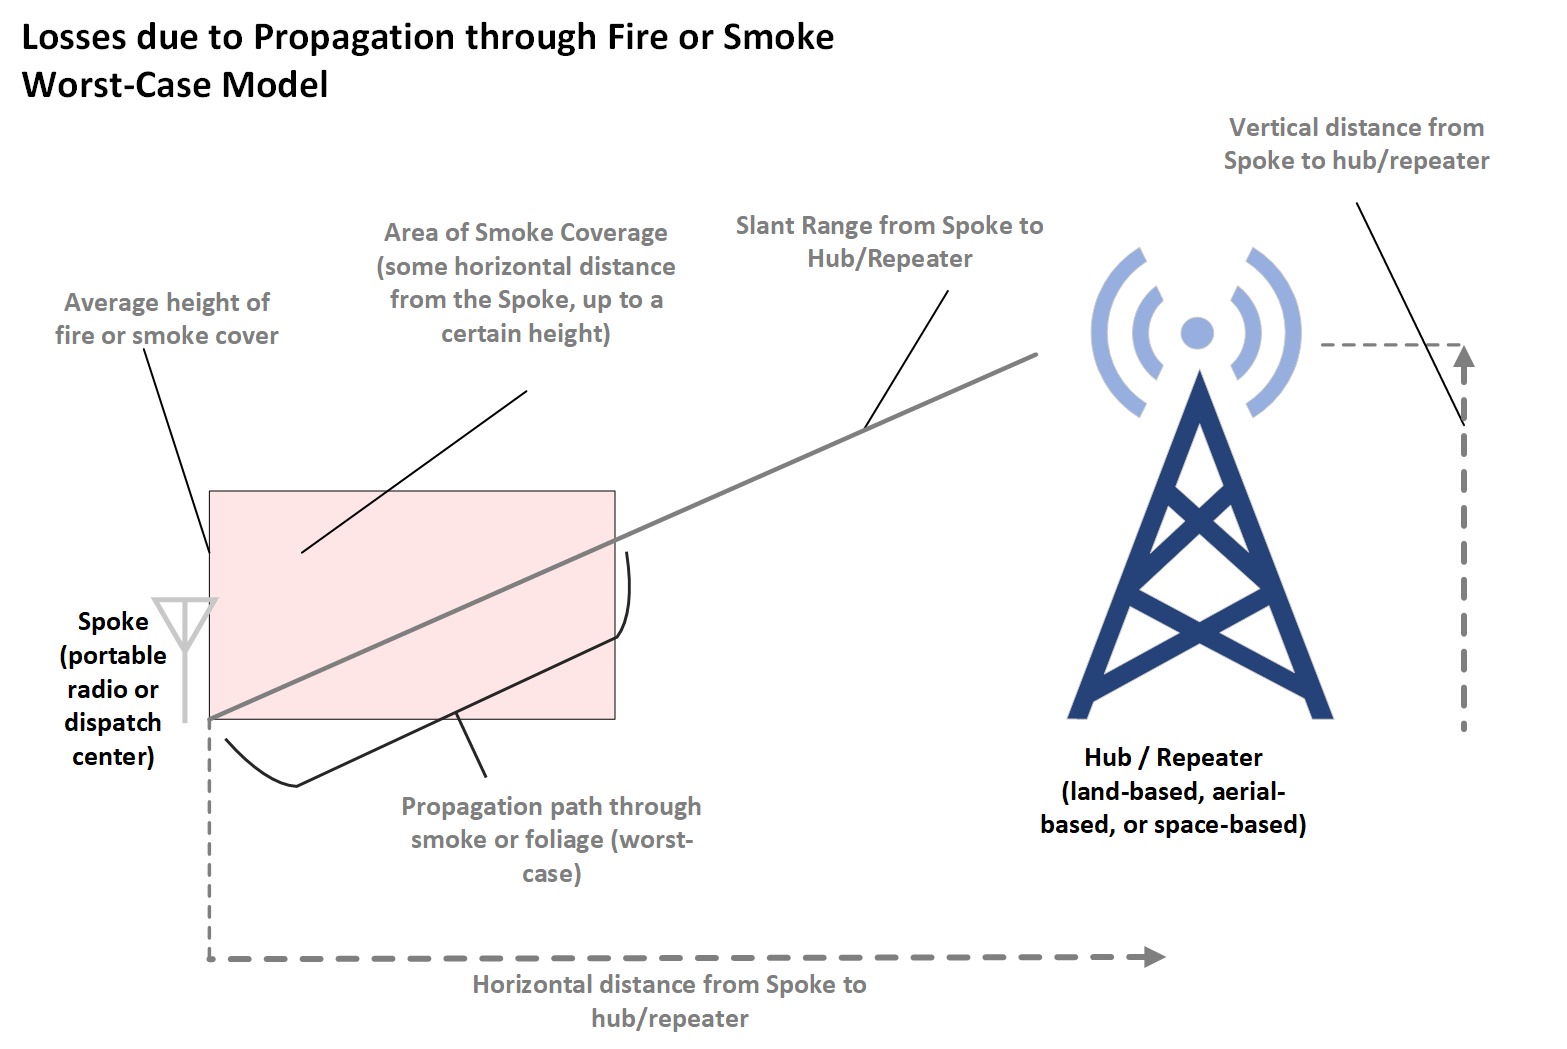 Losses due to Propagation through Fire or Smoke
Worst-Case Model
Vertical distance from
Spoke to hub/repeater
Slant Range from Spoke to
Hub/Repeater
Area of Smoke Coverage
(some horizontal distance
from the Spoke, up to a
certain height)
Average height of
fire or smoke cover
Spoke
(portable
radio or
dispatch
center)
Hub / Repeater
(land-based, aerial-
based, or space-based)
Propagation path through
smoke or foliage (worst-
case)
Horizontal distance from Spoke to
hub/repeater